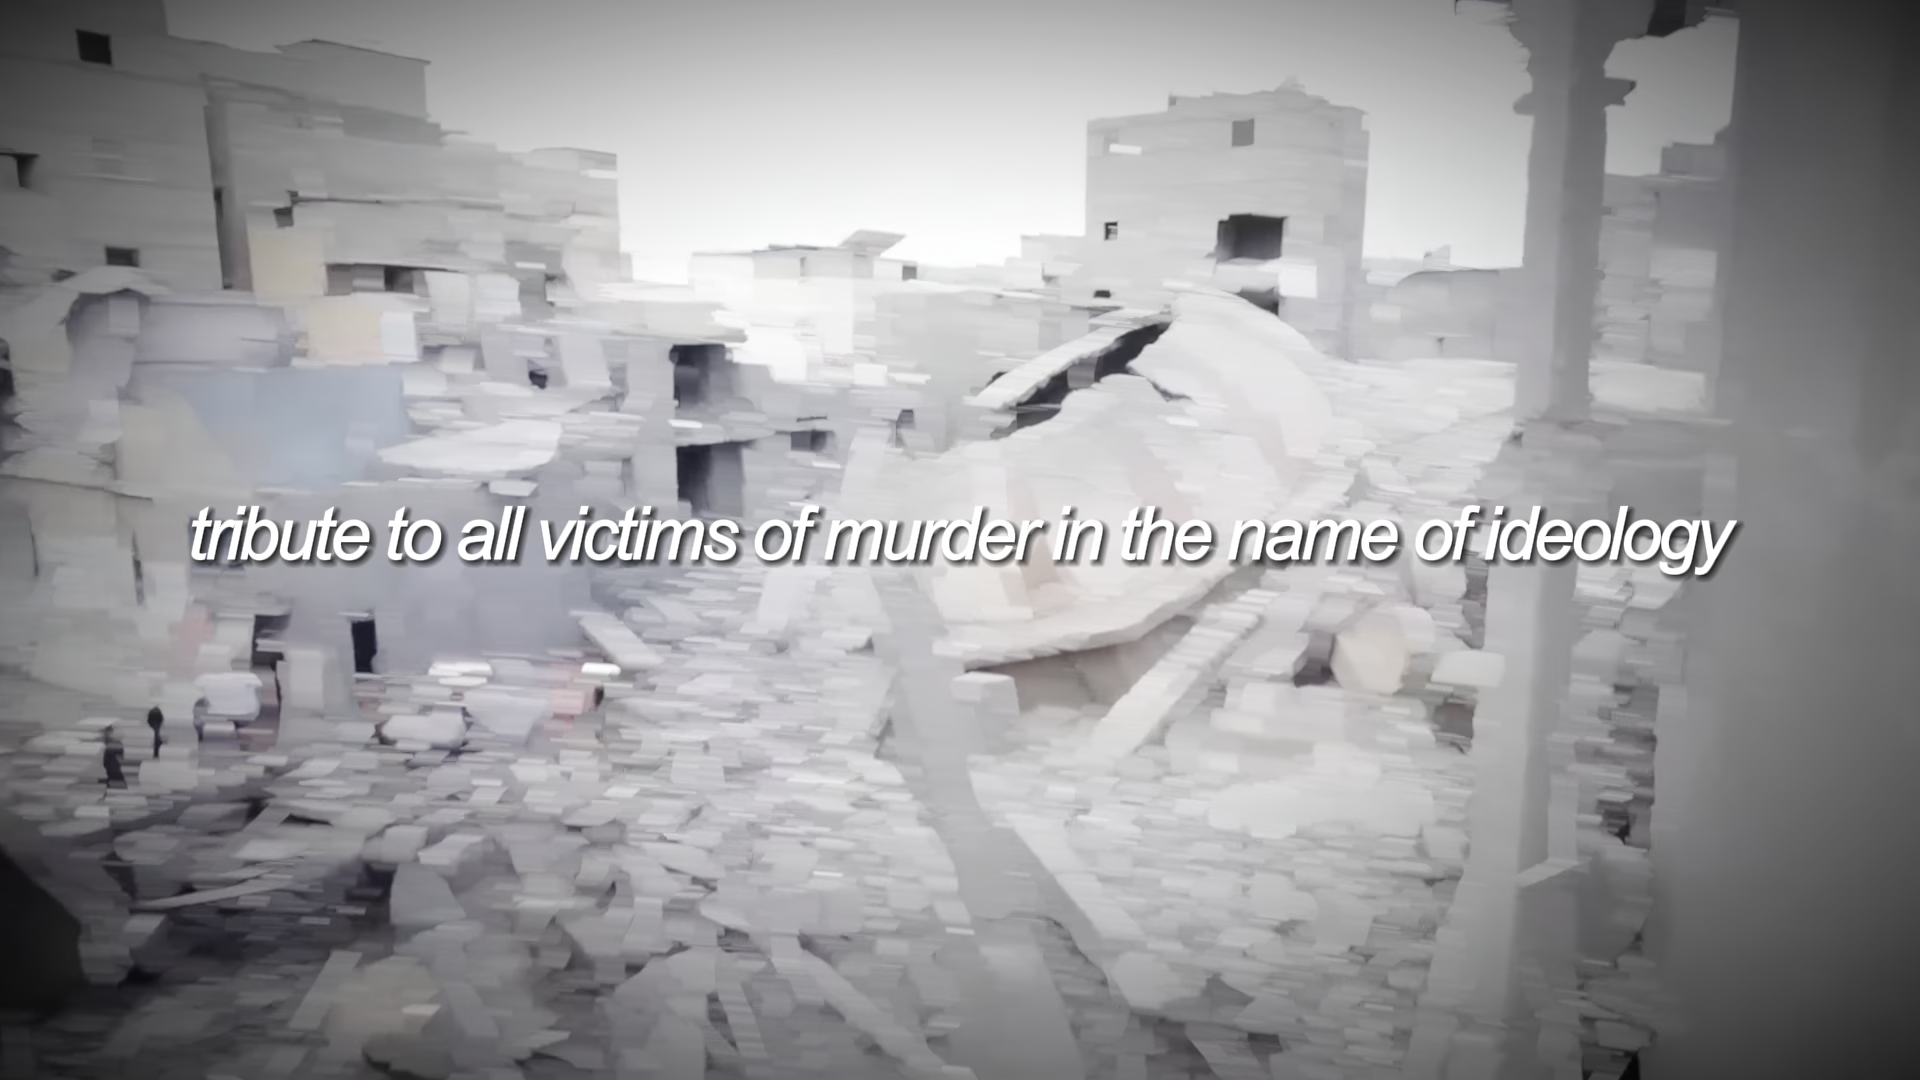 tribute to all victims of murder in the name of ideology